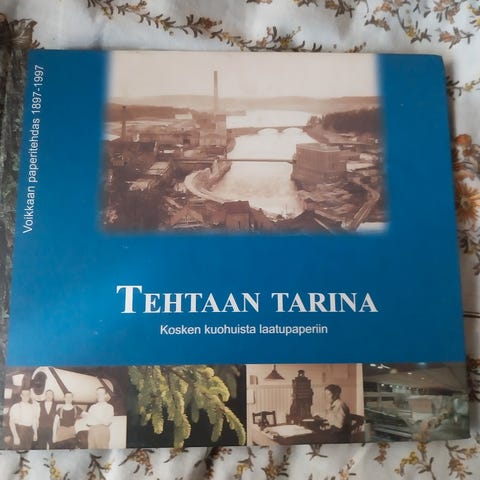 Voikkaan paperitehdas 1897-1997
TEHTAAN TARINA
Kosken kuohuista laatupaperiin